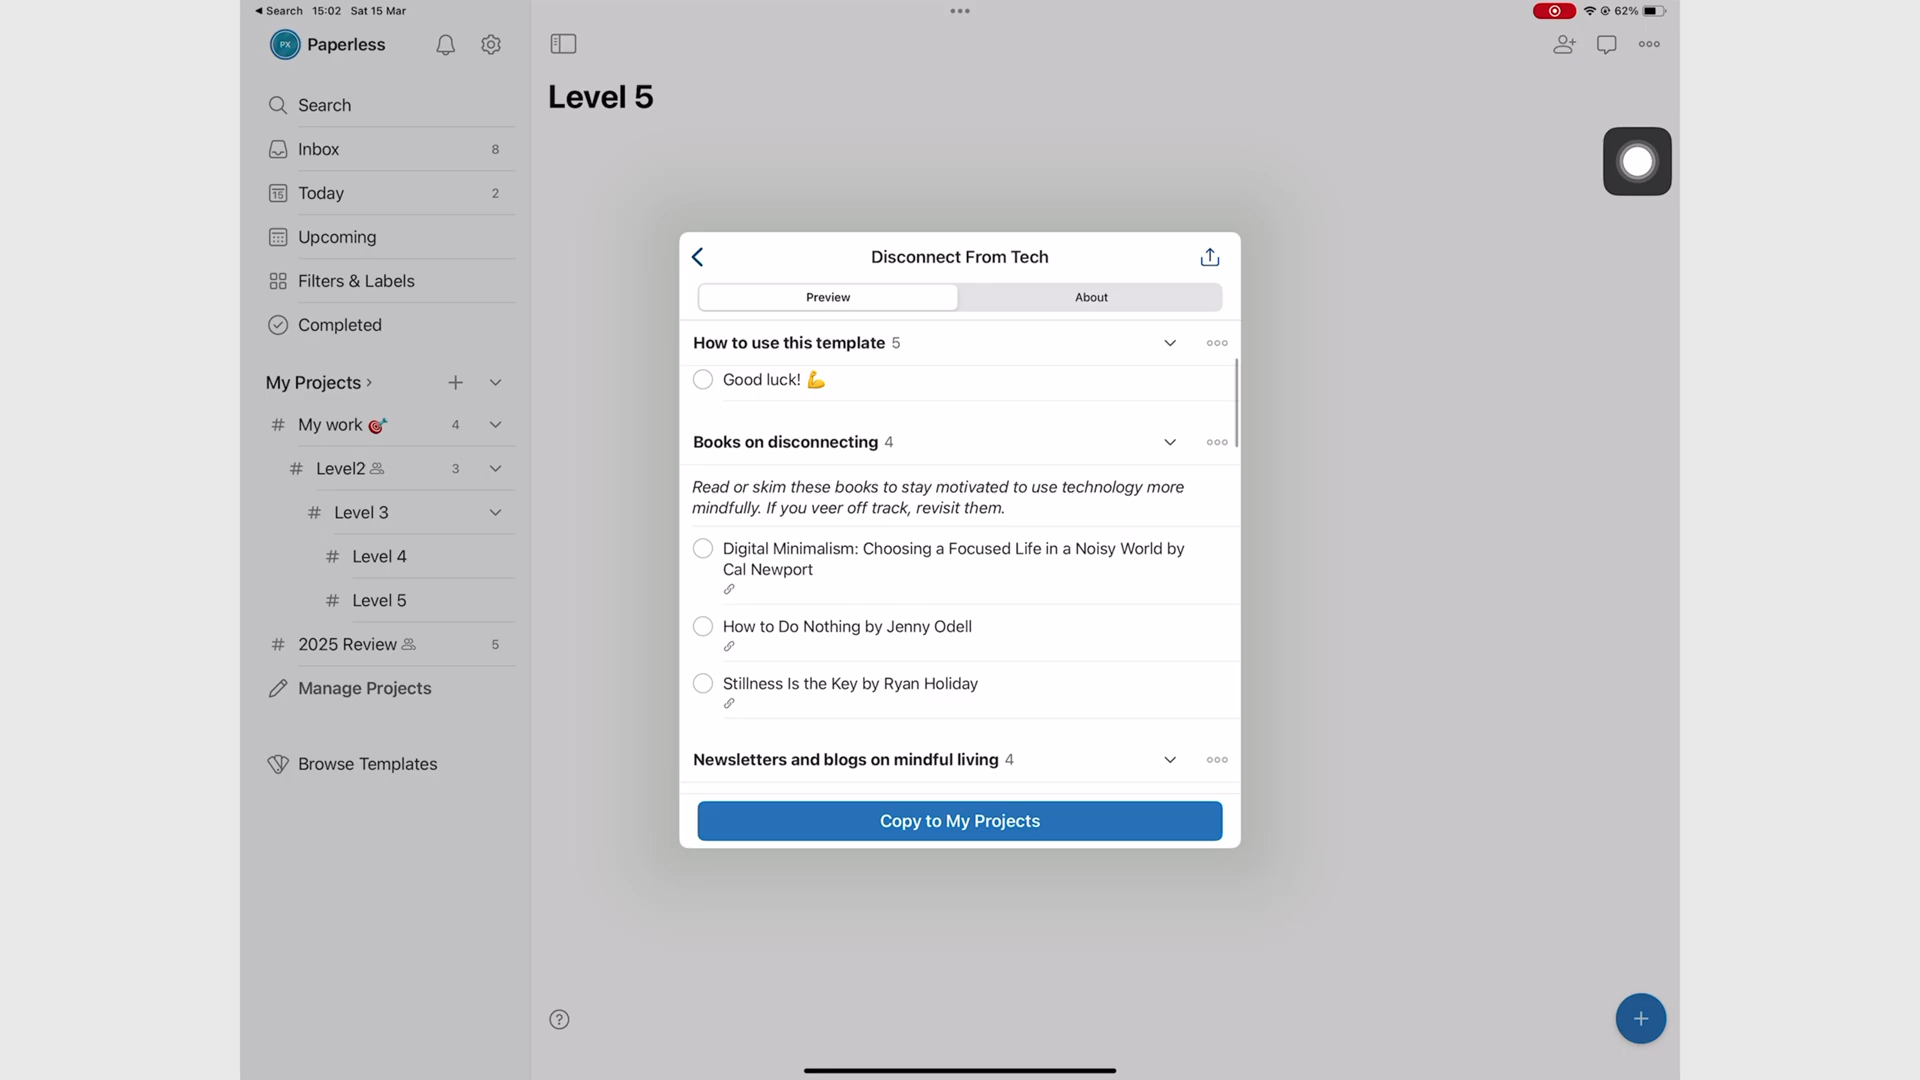 Search 15:02 Sat 15 Mar
62%
PX Paperless
Search
Inbox 8
15 Today 2
Upcoming
Filters & Labels
Completed
My Projects
# My work 🎯 4
# Level2 3
# Level 3
# Level 4
# Level 5
# 2025 Review 5
Manage Projects
Browse Templates
Level 5
Disconnect From Tech
Preview
About
How to use this template 5
Good luck! 💪
Books on disconnecting 4
Read or skim these books to stay motivated to use technology more
mindfully. If you veer off track, revisit them.
Digital Minimalism: Choosing a Focused Life in a Noisy World by
Cal Newport
How to Do Nothing by Jenny Odell
Stillness Is the Key by Ryan Holiday
Newsletters and blogs on mindful living 4
Copy to My Projects
?
+